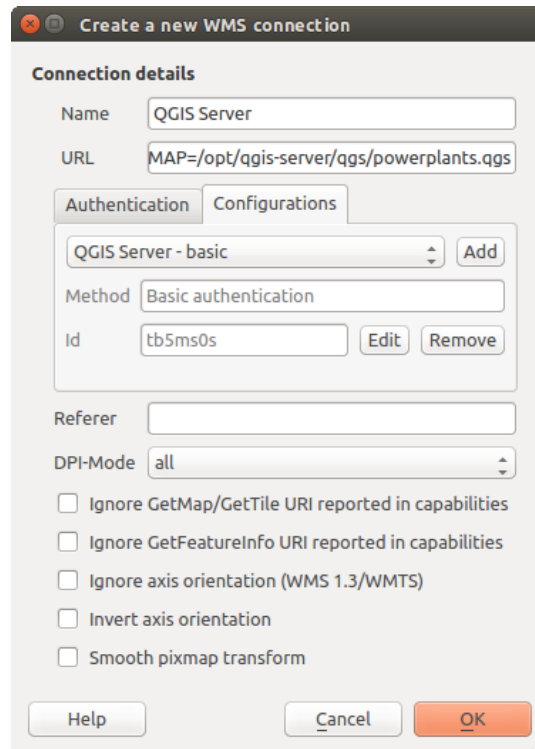 Create a new WMS connection
Connection details
Name QGIS Server
URL MAP=/opt/qgis-server/qgs/powerplants.qgs
Authentication Configurations
QGIS Server - basic Add
Method Basic authentication
Id tb5ms0s Edit Remove
Referer
DPI-Mode all
Ignore GetMap/GetTile URI reported in capabilities
Ignore GetFeatureInfo URI reported in capabilities
Ignore axis orientation (WMS 1.3/WMTS)
Invert axis orientation
Smooth pixmap transform
Help Cancel OK